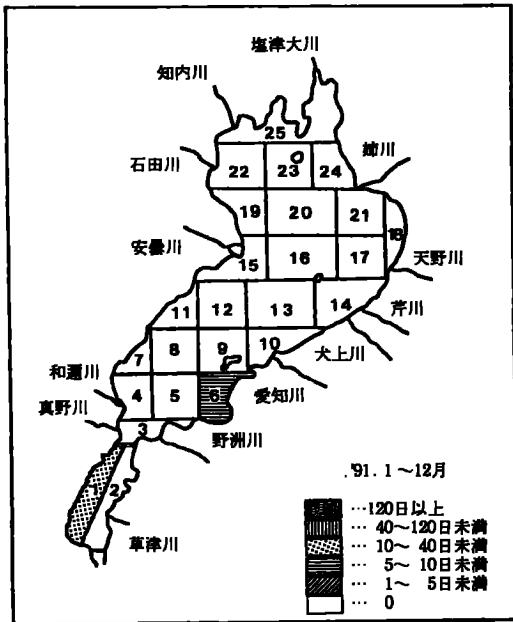 塩津大川
知内川
25
石田川
姉川
22 23 24
19 20 21
18
安曇川
15 16 17
天野川
11 12 13 14
芹川
7 8 9 10
犬上川
和邇川
4 5 6
愛知川
真野川
3
野洲川
1 2
草津川
'91. 1〜12月
…120日以上
… 40〜120日未満
… 10〜 40日未満
… 5〜 10日未満
… 1〜 5日未満
… 0